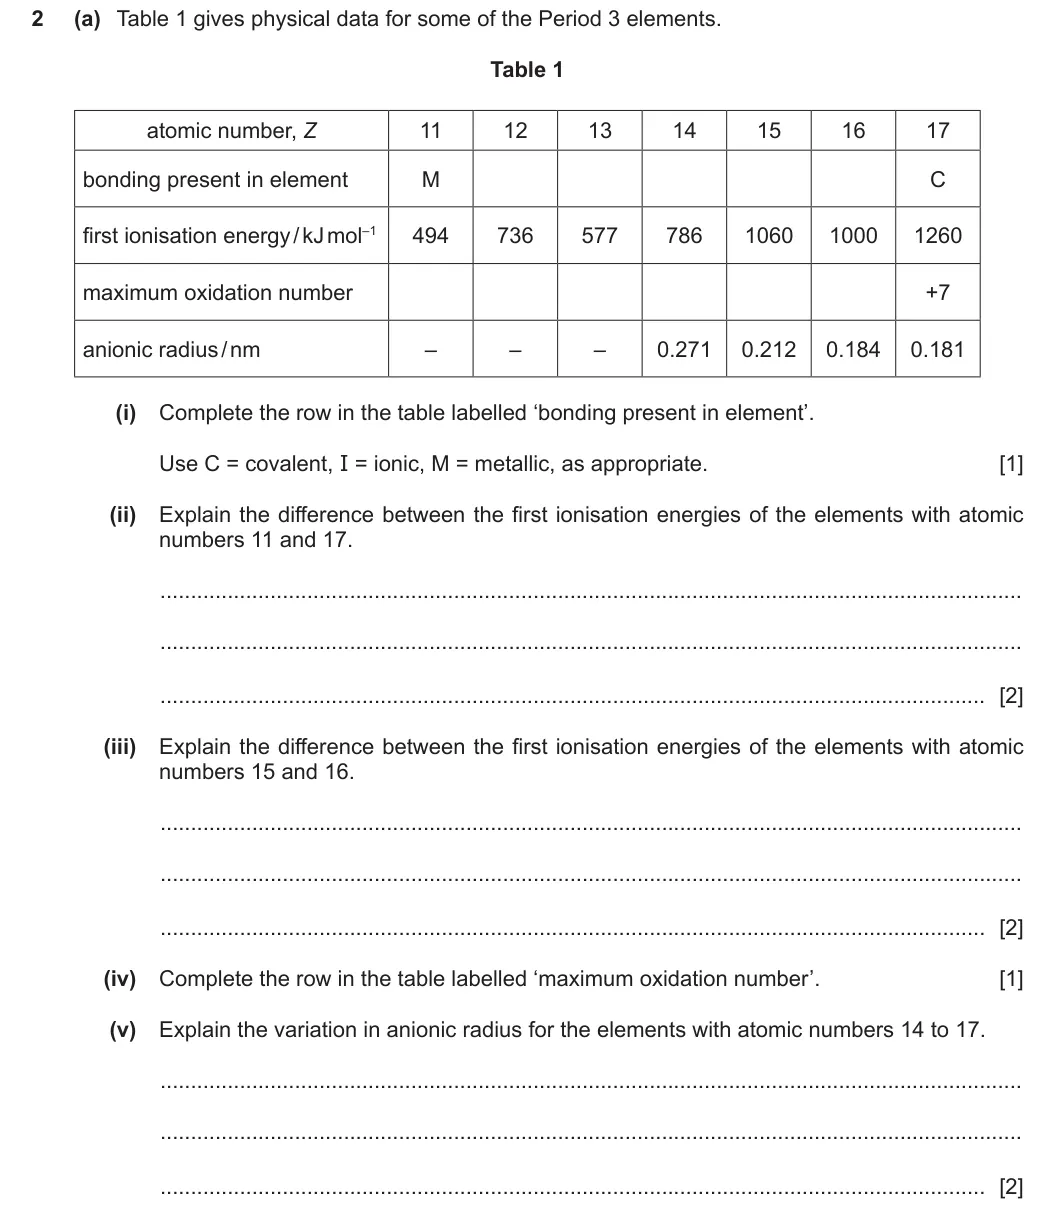 2 (a) Table 1 gives physical data for some of the Period 3 elements.
Table 1
atomic number, Z 11 12 13 14 15 16 17
bonding present in element M C
first ionisation energy / kJ mol⁻¹ 494 736 577 786 1060 1000 1260
maximum oxidation number +7
anionic radius / nm – – – 0.271 0.212 0.184 0.181
(i) Complete the row in the table labelled ‘bonding present in element’.
Use C = covalent, I = ionic, M = metallic, as appropriate. [1]
(ii) Explain the difference between the first ionisation energies of the elements with atomic
numbers 11 and 17.
[2]
(iii) Explain the difference between the first ionisation energies of the elements with atomic
numbers 15 and 16.
[2]
(iv) Complete the row in the table labelled ‘maximum oxidation number’. [1]
(v) Explain the variation in anionic radius for the elements with atomic numbers 14 to 17.
[2]